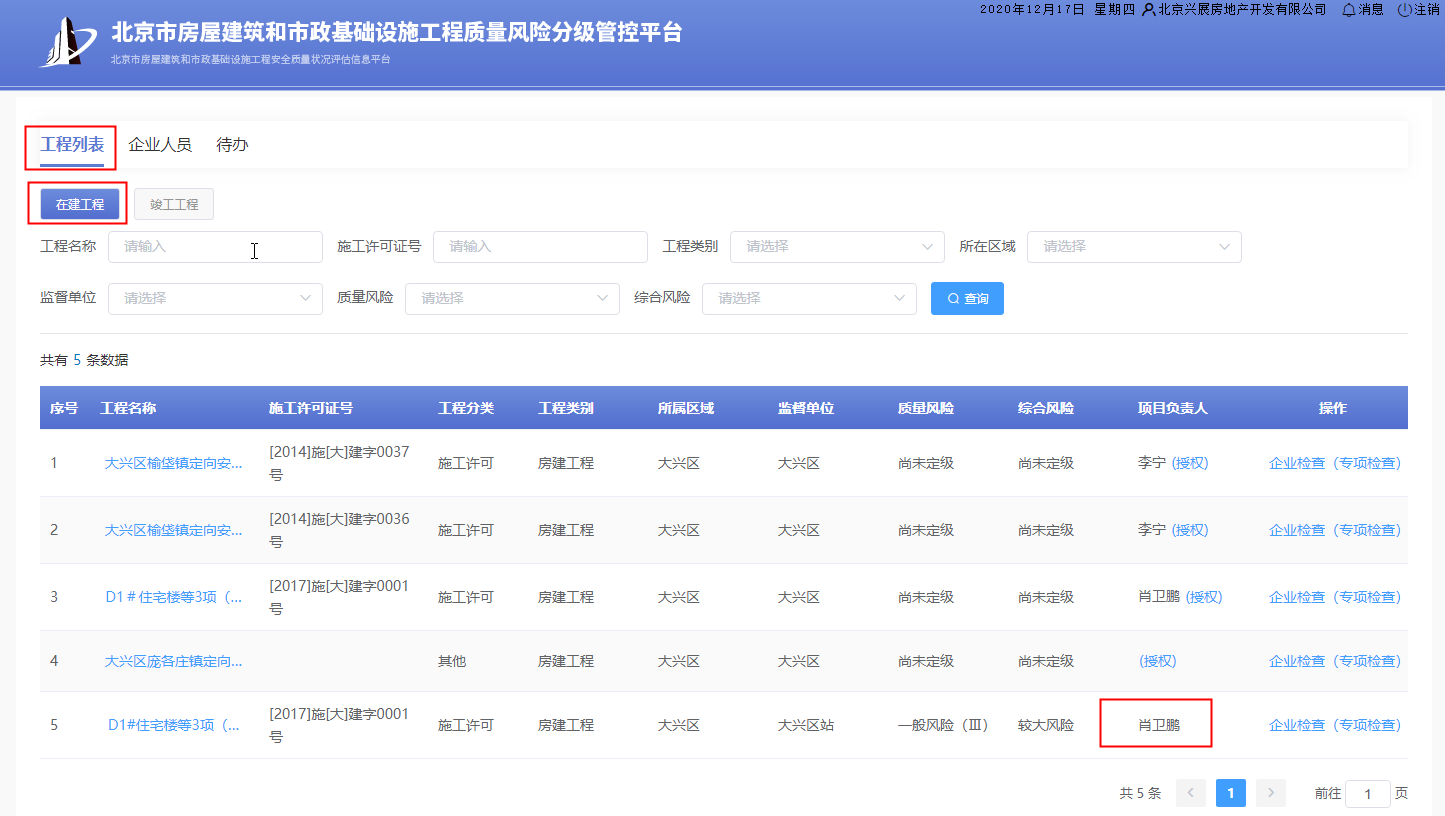 2020年12月17日 星期四 北京兴展房地产开发有限公司 消息 注销
北京市房屋建筑和市政基础设施工程质量风险分级管控平台
北京市房屋建筑和市政基础设施工程安全质量状况评估信息平台
工程列表 企业人员 待办
在建工程 竣工工程
工程名称 请输入 施工许可证号 请输入 工程类别 请选择 所在区域 请选择
监督单位 请选择 质量风险 请选择 综合风险 请选择 查询
共有 5 条数据
序号 工程名称 施工许可证号 工程分类 工程类别 所属区域 监督单位 质量风险 综合风险 项目负责人 操作
1 大兴区榆垡镇定向安... [2014]施[大]建字0037号 施工许可 房建工程 大兴区 大兴区 尚未定级 尚未定级 李宁 (授权) 企业检查（专项检查）
2 大兴区榆垡镇定向安... [2014]施[大]建字0036号 施工许可 房建工程 大兴区 大兴区 尚未定级 尚未定级 李宁 (授权) 企业检查（专项检查）
3 D1＃住宅楼等3项（... [2017]施[大]建字0001号 施工许可 房建工程 大兴区 大兴区 尚未定级 尚未定级 肖卫鹏 (授权) 企业检查（专项检查）
4 大兴区庞各庄镇定向... 其他 房建工程 大兴区 大兴区 尚未定级 尚未定级 (授权) 企业检查（专项检查）
5 D1#住宅楼等3项（... [2017]施[大]建字0001号 施工许可 房建工程 大兴区 大兴区站 一般风险（Ⅲ） 较大风险 肖卫鹏 企业检查（专项检查）
共 5 条 < 1 > 前往 1 页